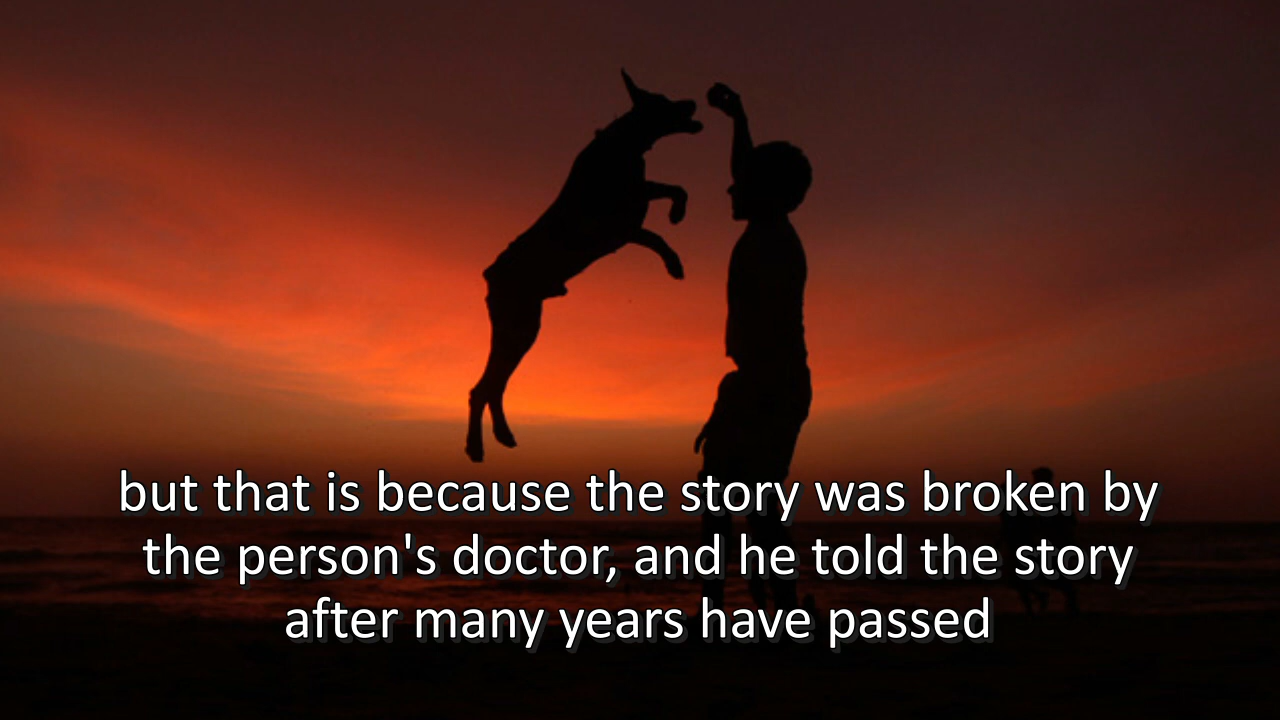 but that is because the story was broken by
the person's doctor, and he told the story
after many years have passed